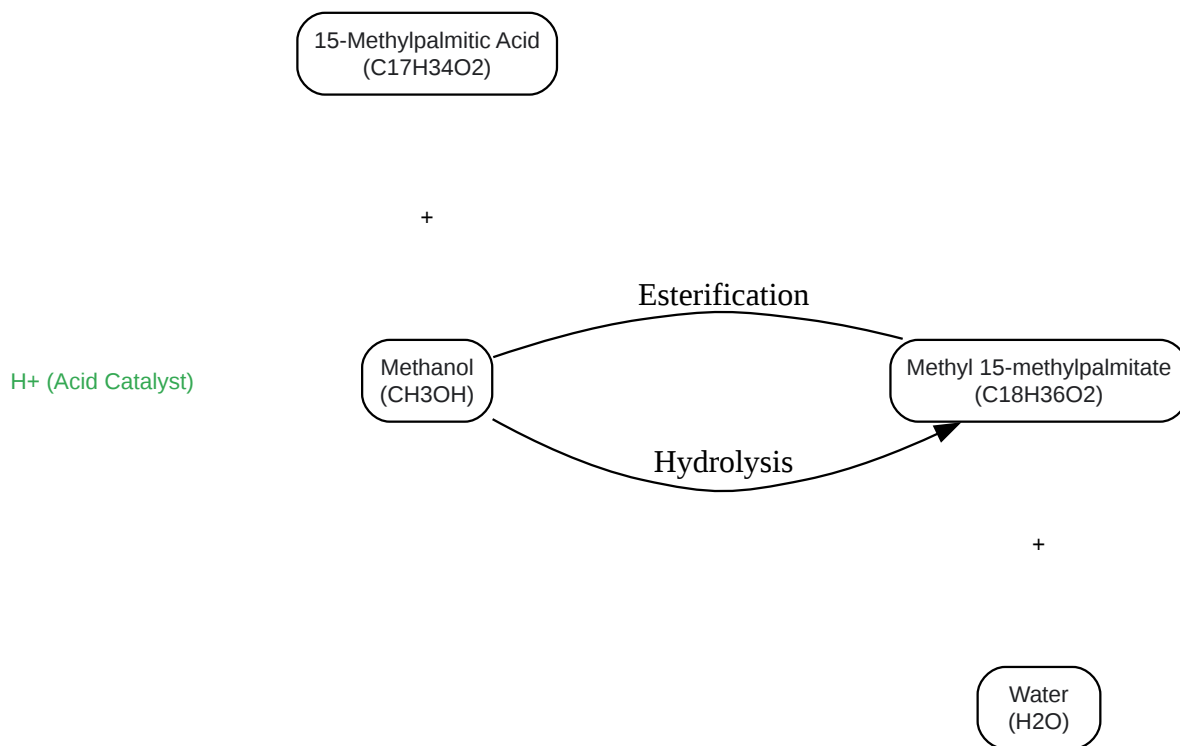 15-Methylpalmitic Acid
(C17H34O2)
+
Esterification
H+ (Acid Catalyst)
Methanol
(CH3OH)
Methyl 15-methylpalmitate
(C18H36O2)
Hydrolysis
+
Water
(H2O)